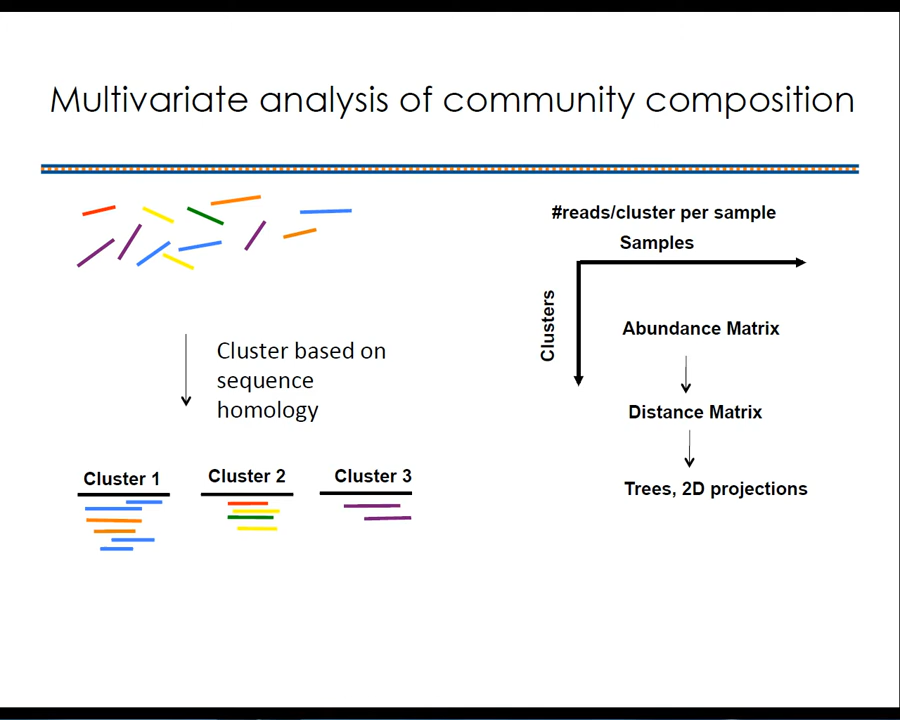 Multivariate analysis of community composition
Cluster based on
sequence
homology
Cluster 1
Cluster 2
Cluster 3
#reads/cluster per sample
Samples
Clusters
Abundance Matrix
Distance Matrix
Trees, 2D projections